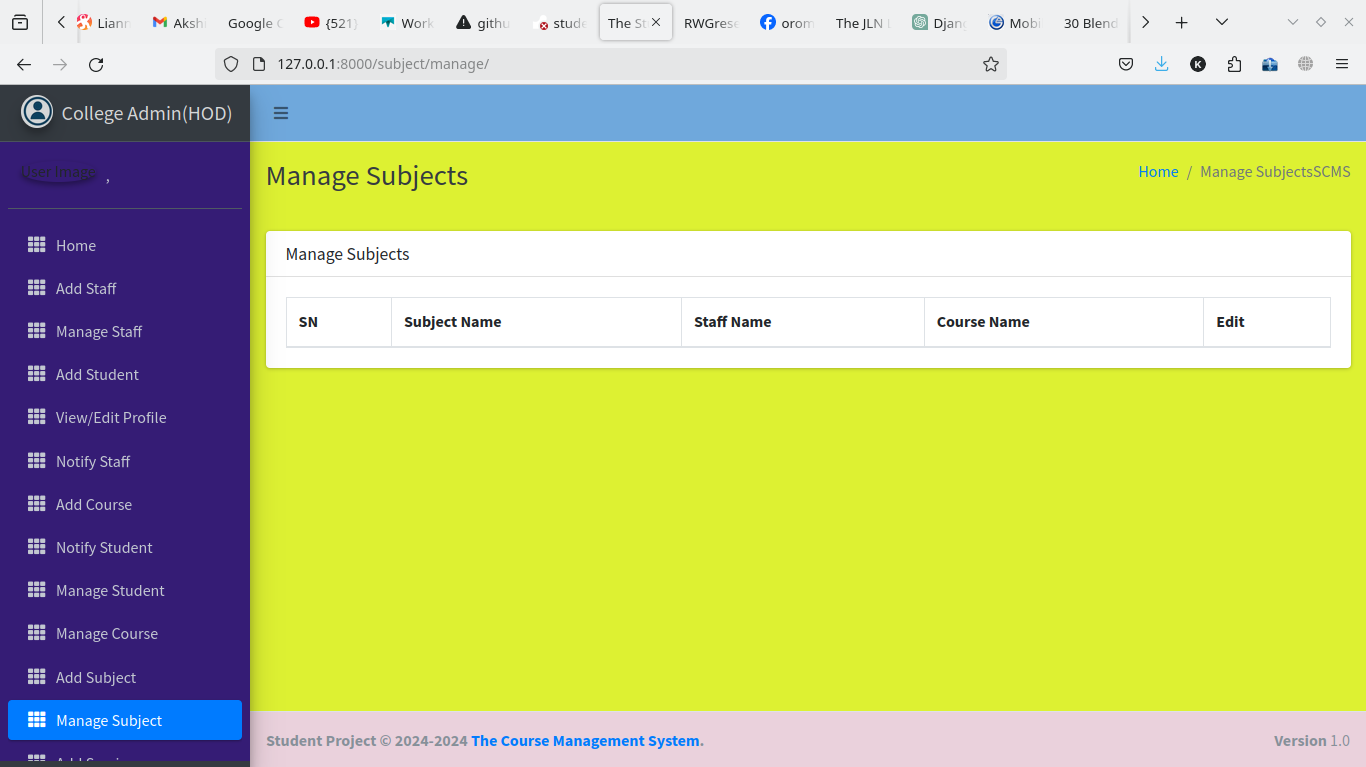 Liann
Akshi
Google C
{521}
Work
githu
stude
The St
RWGrese
orom
The JLN L
Djang
Mobi
30 Blend
127.0.0.1:8000/subject/manage/
K
College Admin(HOD)
User Image ,
Manage Subjects
Home / Manage SubjectsSCMS
Home
Add Staff
Manage Staff
Add Student
View/Edit Profile
Notify Staff
Add Course
Notify Student
Manage Student
Manage Course
Add Subject
Manage Subject
Manage Subjects
SN Subject Name Staff Name Course Name Edit
Student Project © 2024-2024 The Course Management System.
Version 1.0